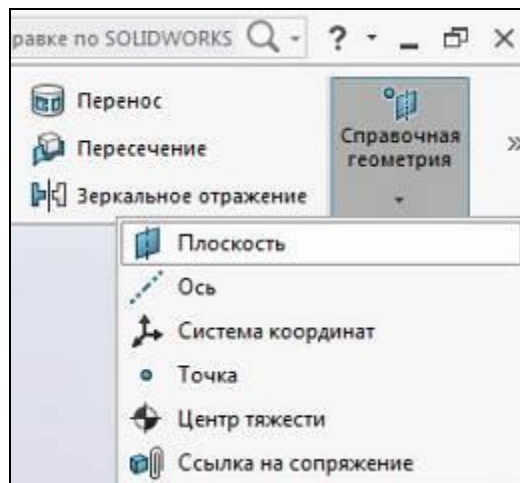 равке по SOLIDWORKS
?
Перенос
Пересечение
Зеркальное отражение
Справочная
геометрия
»
Плоскость
Ось
Система координат
Точка
Центр тяжести
Ссылка на сопряжение